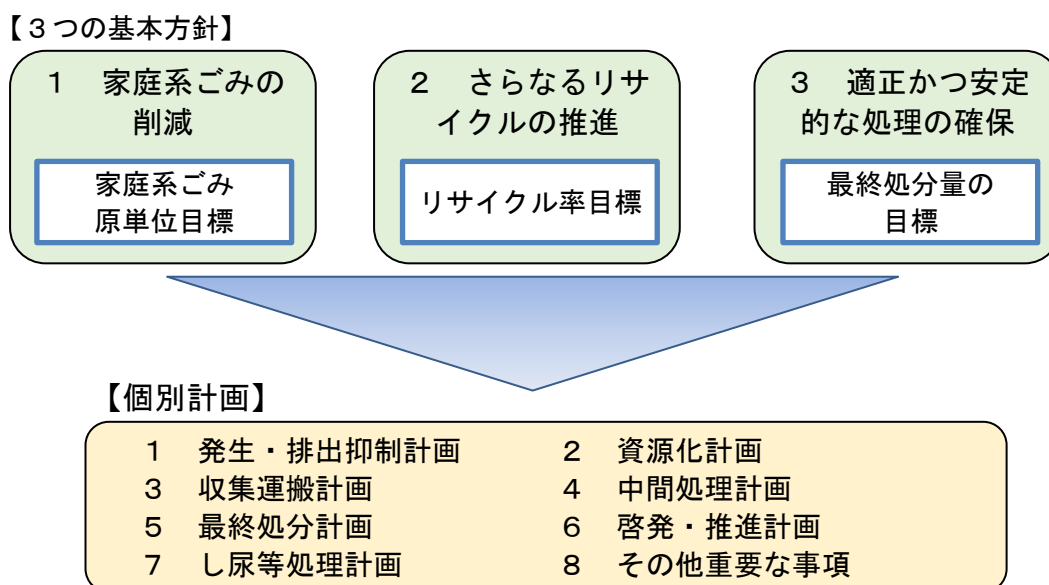 【３つの基本方針】
１　家庭系ごみの
削減
家庭系ごみ
原単位目標
２　さらなるリサ
イクルの推進
リサイクル率目標
３　適正かつ安定
的な処理の確保
最終処分量の
目標
【個別計画】
１　発生・排出抑制計画　２　資源化計画
３　収集運搬計画　４　中間処理計画
５　最終処分計画　６　啓発・推進計画
７　し尿等処理計画　８　その他重要な事項